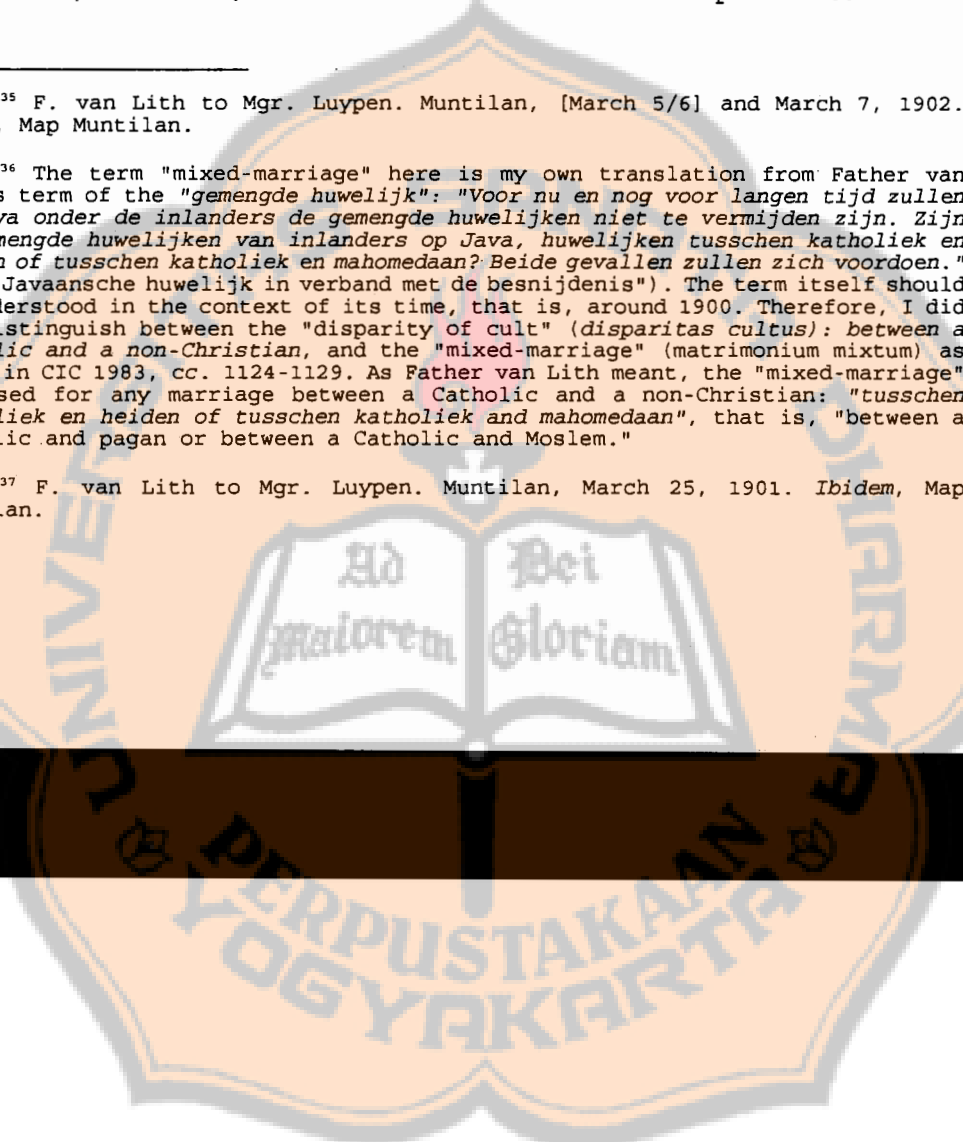 35 F. van Lith to Mgr. Luypen. Muntilan, [March 5/6] and March 7, 1902.
Map Muntilan.
36 The term "mixed-marriage" here is my own translation from Father van
s term of the "gemengde huwelijk": "Voor nu en nog voor langen tijd zullen
va onder de inlanders de gemengde huwelijken niet te vermijden zijn. Zijn
mengde huwelijken van inlanders op Java, huwelijken tusschen katholiek en
n of tusschen katholiek en mahomedaan? Beide gevallen zullen zich voordoen."
Javaansche huwelijk in verband met de besnijdenis"). The term itself should
derstood in the context of its time, that is, around 1900. Therefore, I did
istinguish between the "disparity of cult" (disparitas cultus): between a
lic and a non-Christian, and the "mixed-marriage" (matrimonium mixtum) as
in CIC 1983, cc. 1124-1129. As Father van Lith meant, the "mixed-marriage"
sed for any marriage between a Catholic and a non-Christian: "tusschen
liek en heiden of tusschen katholiek and mahomedaan", that is, "between a
lic and pagan or between a Catholic and Moslem."
37 F. van Lith to Mgr. Luypen. Muntilan, March 25, 1901. Ibidem, Map
lan.
Ad Dei
maiorem Gloriam
PERPUSTAKAAN
YOGYAKARTA